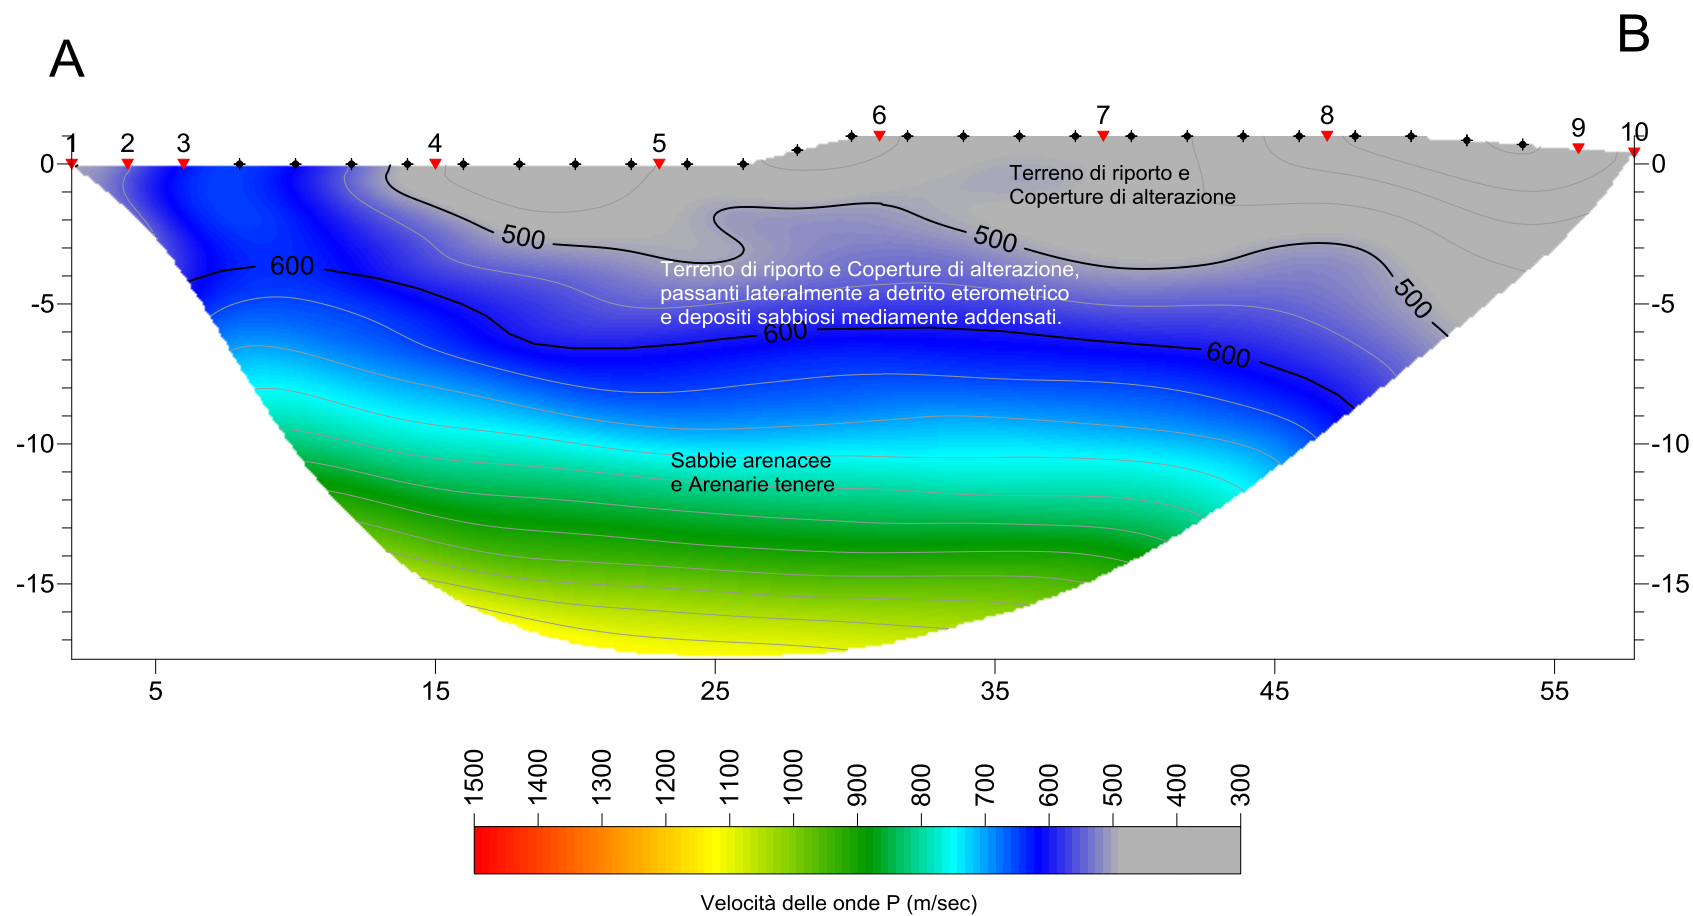 A
B
1 2 3 4 5 6 7 8 9 10
0 0
Terreno di riporto e
Coperture di alterazione
500 500
600
Terreno di riporto e Coperture di alterazione,
passanti lateralmente a detrito eterometrico
e depositi sabbiosi mediamente addensati.
-5 500 -5
600 600
-10 -10
Sabbie arenacee
e Arenarie tenere
-15 -15
5 15 25 35 45 55
1500 1400 1300 1200 1100 1000 900 800 700 600 500 400 300
Velocità delle onde P (m/sec)